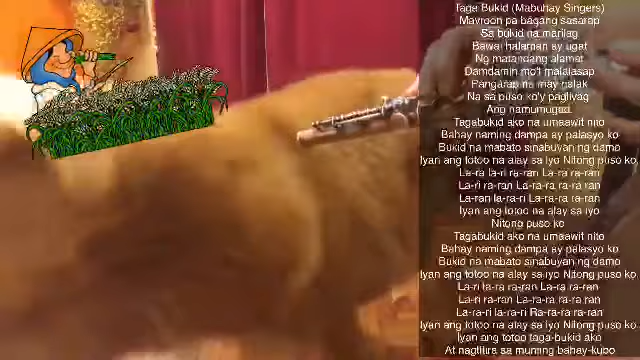 Taga Bukid (Mabuhay Singers)
Mayroon pa bagang sasarap
Sa bukid na marilag
Bawa't halaman ay ugat
Ng matandang alamat
Damdamin mo'y malalasap
Pangarap na may halak
Na sa puso ko'y pagliyag
Ang namumugad
Tagabukid ako na umaawit nito
Bahay naming dampa ay palasyo ko
Bukid na mabato sinabuyan ng damo
Iyan ang totoo na alay sa iyo Nitong puso ko
La-ra la-ri ra-ran La-ra ra-ran
La-ri ra-ran La-ra-ra ra-ran
La-ran la-ra-ri La-ra-ra-ran
Iyan ang totoo na alay sa iyo
Nitong puso ko
Tagabukid ako na umaawit nito
Bahay naming dampa ay palasyo ko
Bukid na mabato sinabuyan ng damo
Iyan ang totoo na alay sa iyo Nitong puso ko
La-ri la-ra ra-ran La-ra ra-ran
La-ri ra-ran La-ra-ra ra-ran
La-ra-ri la-ra-ri Ra-ra-ra ra-ran
Iyan ang totoo na alay sa iyo Nitong puso ko
Iyan ang totoo taga-bukid ako
At nagtitira sa munting bahay-kubo